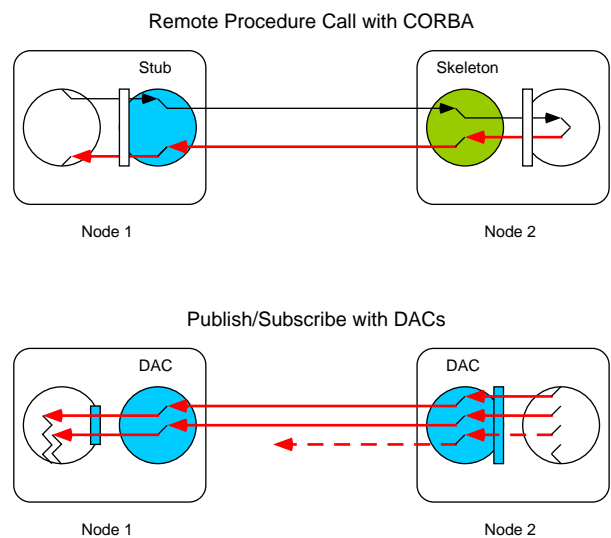 Remote Procedure Call with CORBA
Stub
Skeleton
Node 1
Node 2
Publish/Subscribe with DACs
DAC
DAC
Node 1
Node 2